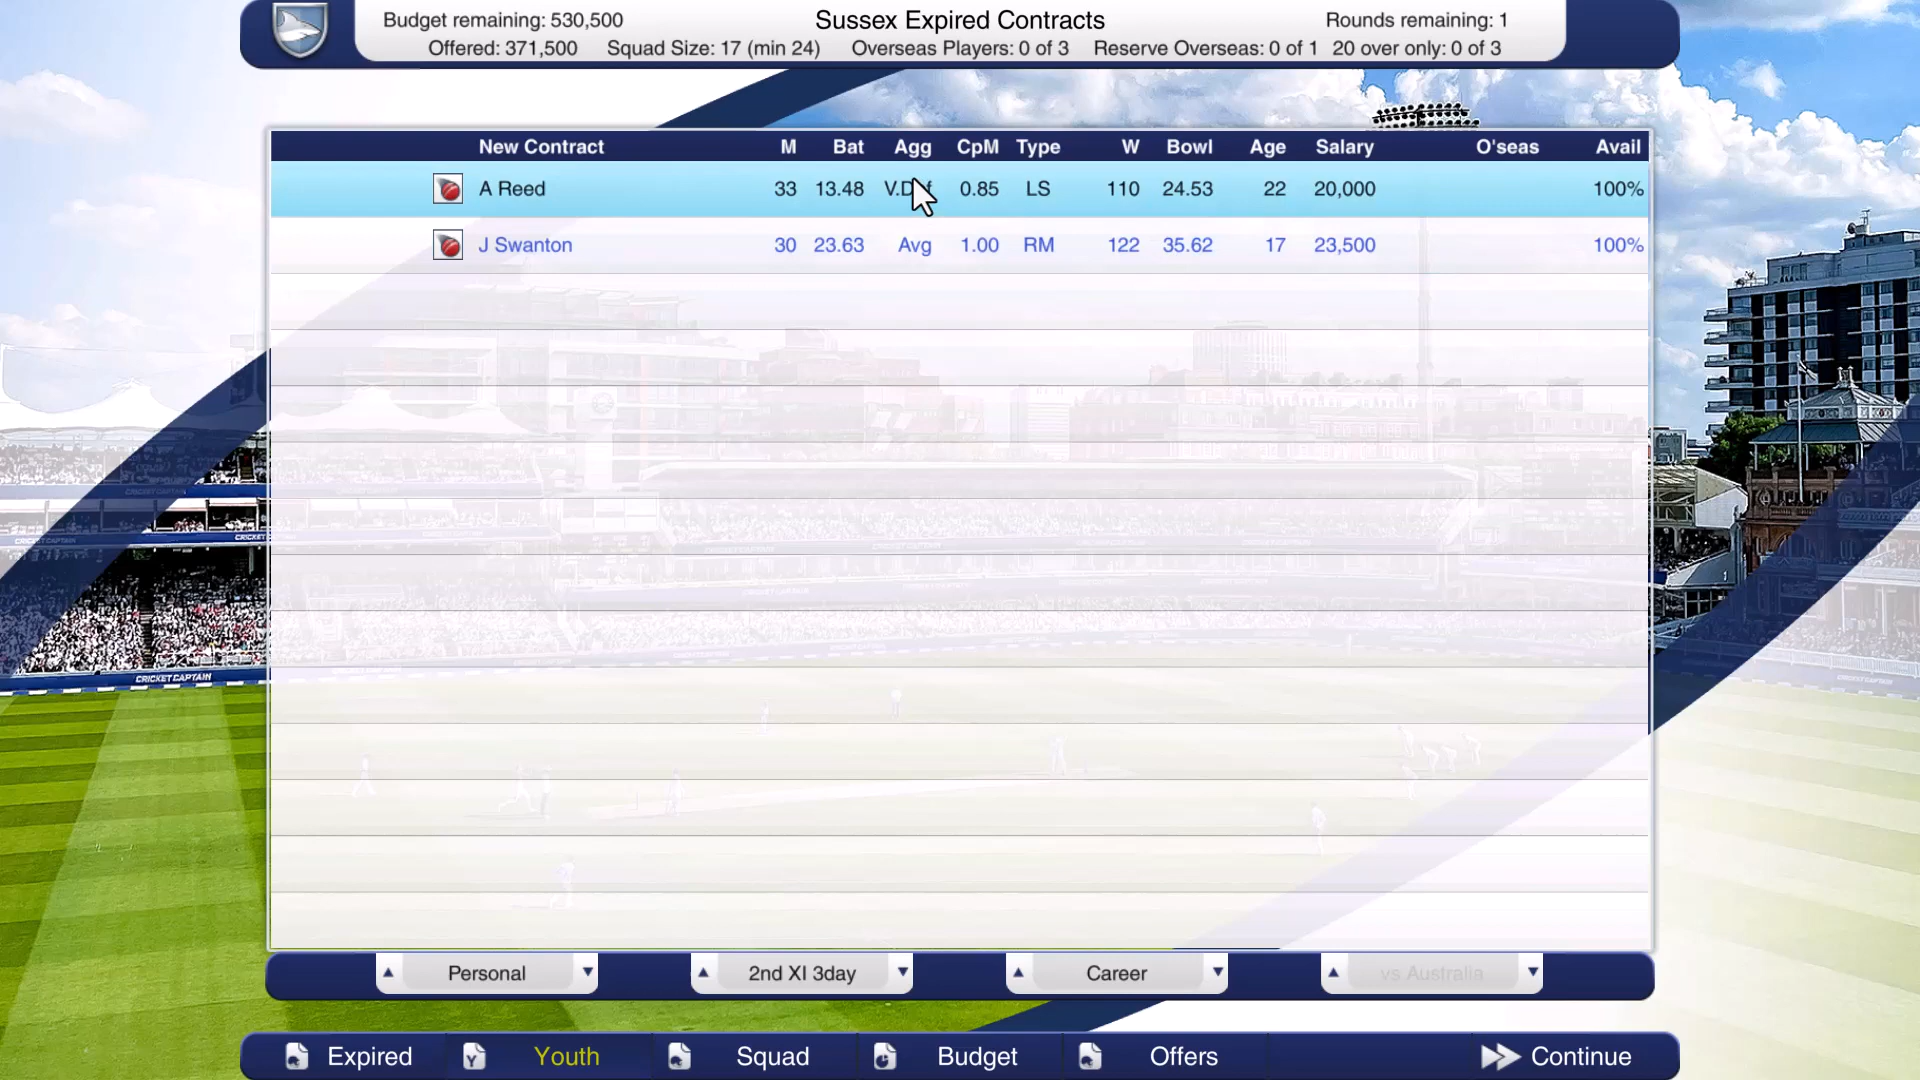 Budget remaining: 530,500 Sussex Expired Contracts Rounds remaining: 1
Offered: 371,500 Squad Size: 17 (min 24) Overseas Players: 0 of 3 Reserve Overseas: 0 of 1 20 over only: 0 of 3
New Contract M Bat Agg CpM Type W Bowl Age Salary O'seas Avail
A Reed 33 13.48 0.85 LS 110 24.53 22 20,000 100%
J Swanton 30 23.63 Avg 1.00 RM 122 35.62 17 23,500 100%
CRICKET CAPTAIN
Personal 2nd XI 3day Career vs Australia
Expired Youth Squad Budget Offers Continue